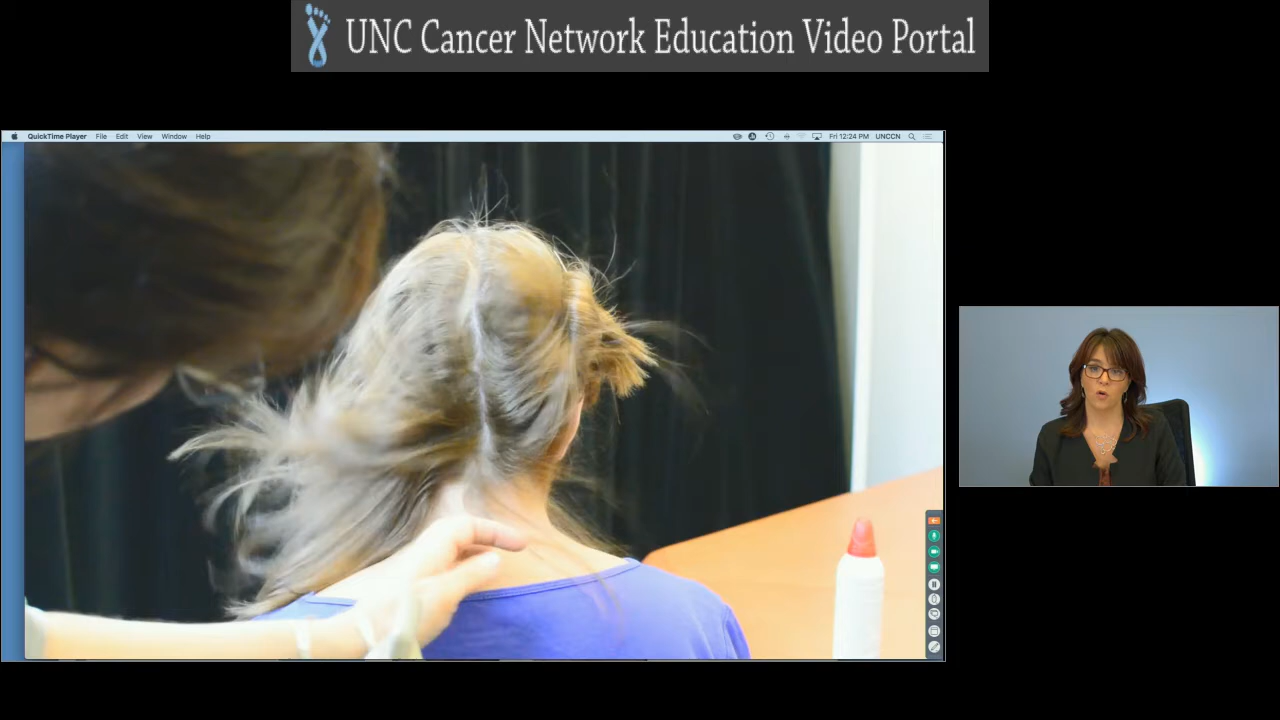 UNC Cancer Network Education Video Portal
QuickTime Player File Edit View Window Help Fri 12:24 PM UNCCN